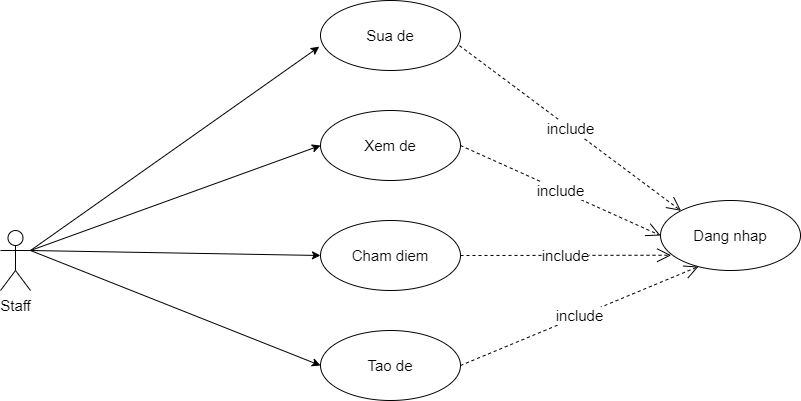 Sua de
include
Xem de
include
Dang nhap
Cham diem
include
Staff
include
Tao de